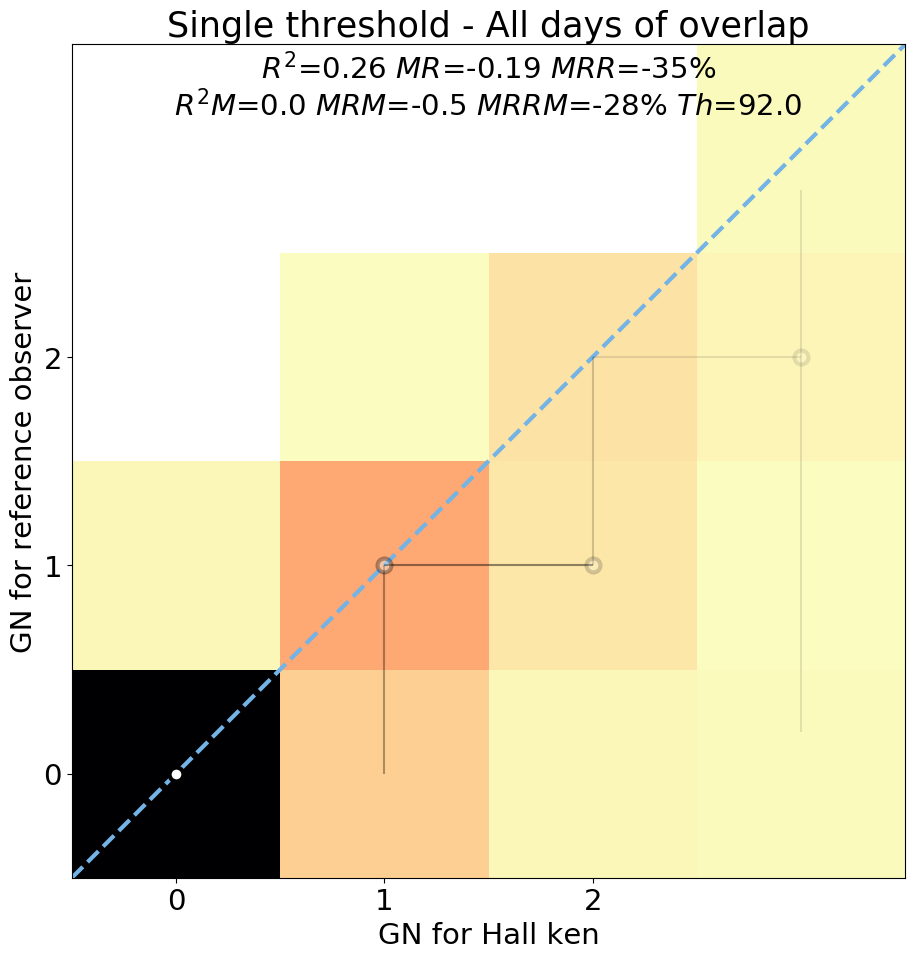 Single threshold - All days of overlap
R²=0.26 MR=-0.19 MRR=-35%
R²M=0.0 MRM=-0.5 MRRM=-28% Th=92.0
GN for reference observer
2
1
0
0 1 2
GN for Hall ken